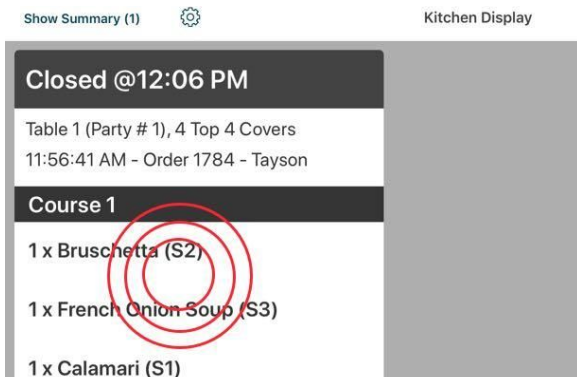 Show Summary (1)
Kitchen Display
Closed @12:06 PM
Table 1 (Party # 1), 4 Top 4 Covers
11:56:41 AM - Order 1784 - Tayson
Course 1
1 x Bruschetta (S2)
1 x French Onion Soup (S3)
1 x Calamari (S1)